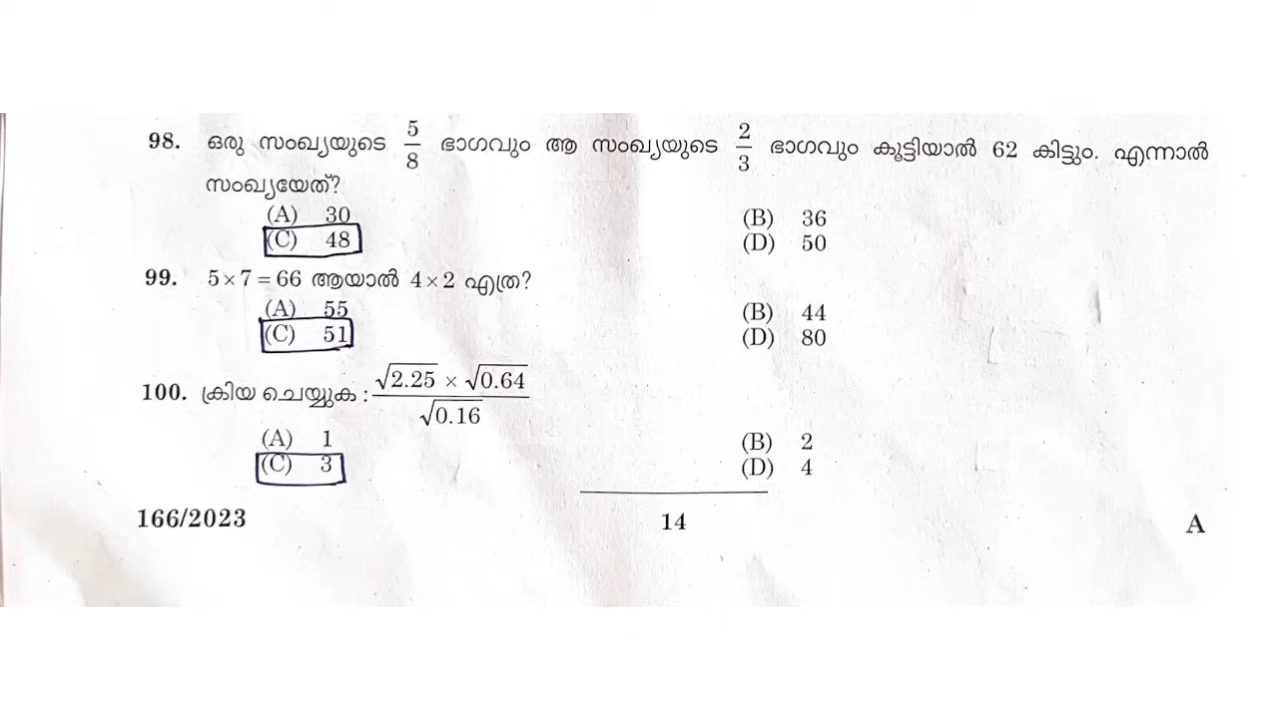 98. ഒരു സംഖ്യയുടെ 5/8 ഭാഗവും ആ സംഖ്യയുടെ 2/3 ഭാഗവും കൂട്ടിയാൽ 62 കിട്ടും. എന്നാൽ
സംഖ്യയേത്?
(A) 30 (B) 36
(C) 48 (D) 50
99. 5 × 7 = 66 ആയാൽ 4 × 2 എത്ര?
(A) 55 (B) 44
(C) 51 (D) 80
100. ക്രിയ ചെയ്യുക : √2.25 × √0.64 / √0.16
(A) 1 (B) 2
(C) 3 (D) 4
166/2023 14 A